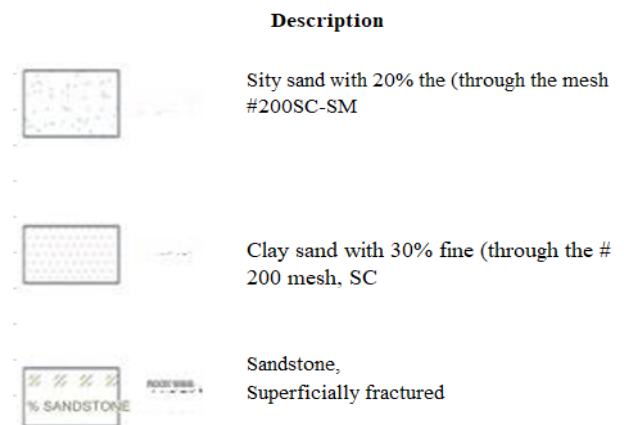 Description
Sity sand with 20% the (through the mesh
#200SC-SM
Clay sand with 30% fine (through the #
200 mesh, SC
Sandstone,
Superficially fractured
% % % %
% SANDSTONE